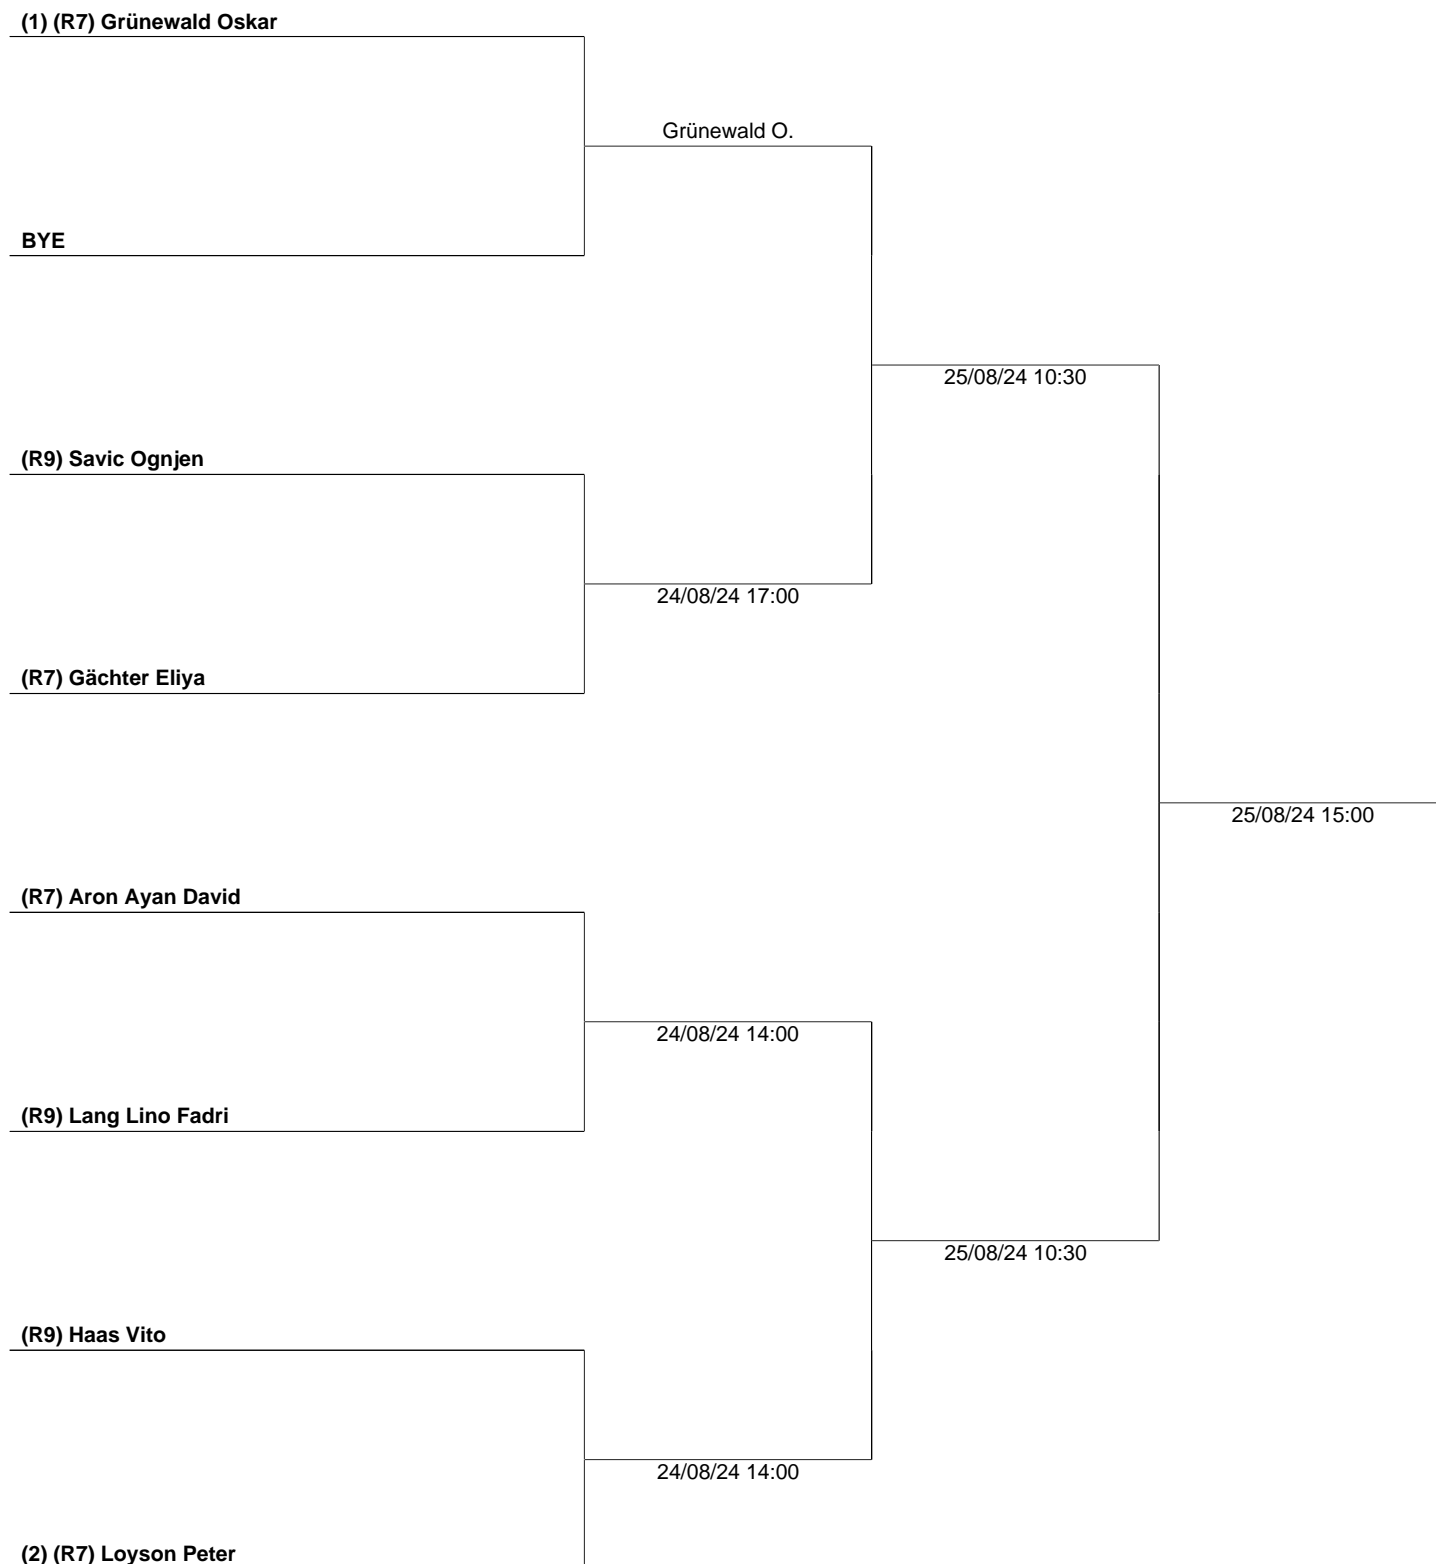 (1) (R7) Grünewald Oskar
Grünewald O.
BYE
25/08/24 10:30
(R9) Savic Ognjen
24/08/24 17:00
(R7) Gächter Eliya
25/08/24 15:00
(R7) Aron Ayan David
24/08/24 14:00
(R9) Lang Lino Fadri
25/08/24 10:30
(R9) Haas Vito
24/08/24 14:00
(2) (R7) Loyson Peter